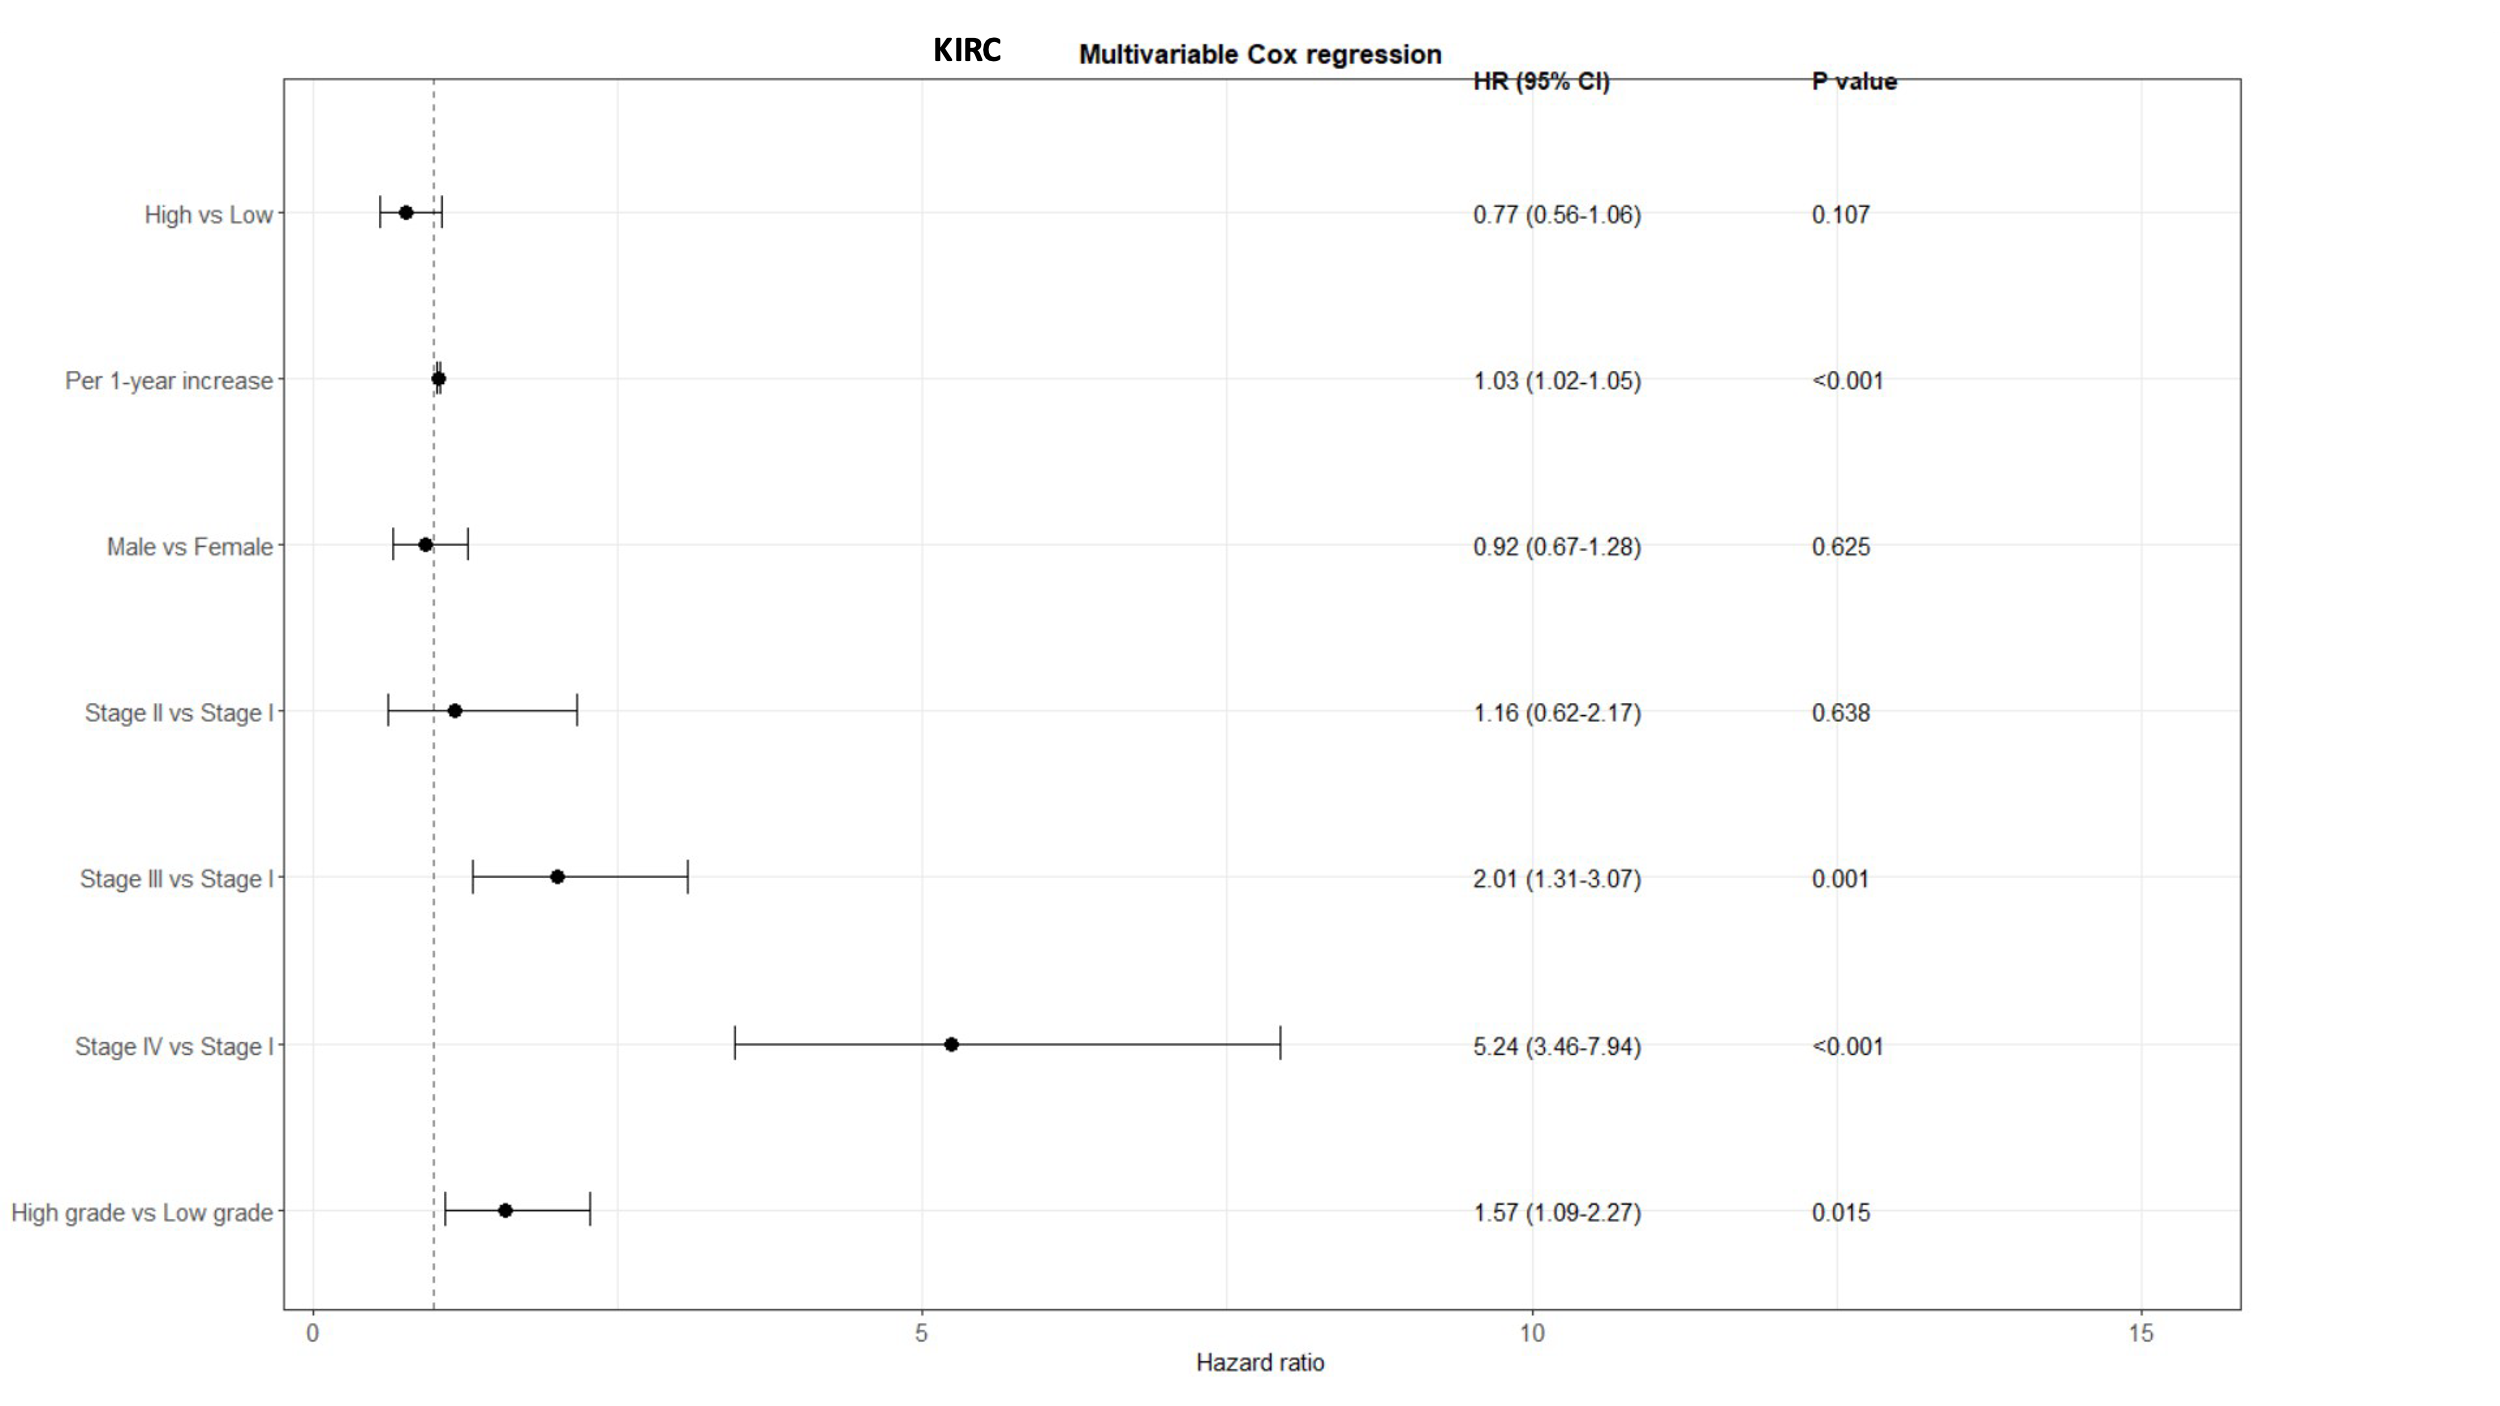 KIRC Multivariable Cox regression
HR (95% CI) P value
High vs Low 0.77 (0.56-1.06) 0.107
Per 1-year increase 1.03 (1.02-1.05) <0.001
Male vs Female 0.92 (0.67-1.28) 0.625
Stage II vs Stage I 1.16 (0.62-2.17) 0.638
Stage III vs Stage I 2.01 (1.31-3.07) 0.001
Stage IV vs Stage I 5.24 (3.46-7.94) <0.001
High grade vs Low grade 1.57 (1.09-2.27) 0.015
0 5 10 15
Hazard ratio